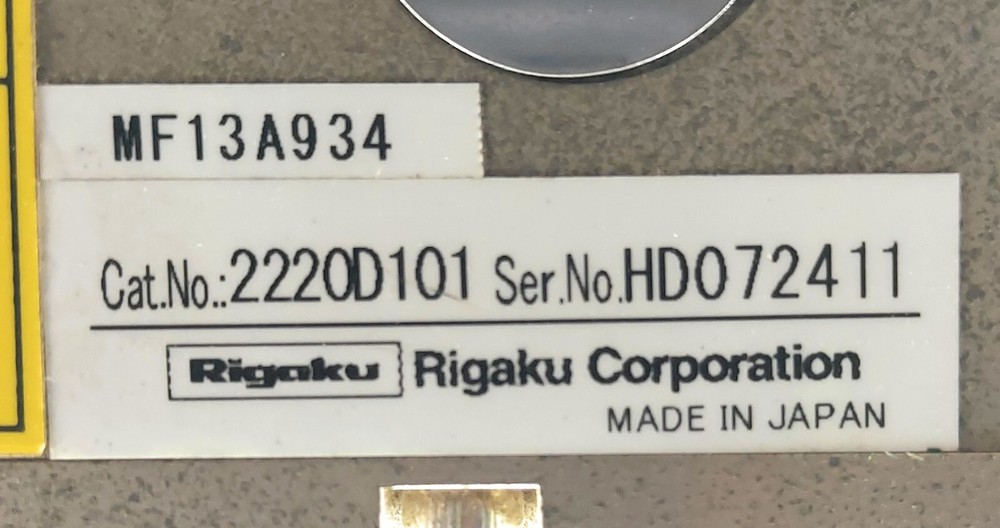 MF13A934
Cat.No.:2220D101 Ser.No.HD072411
Rigaku Rigaku Corporation
MADE IN JAPAN